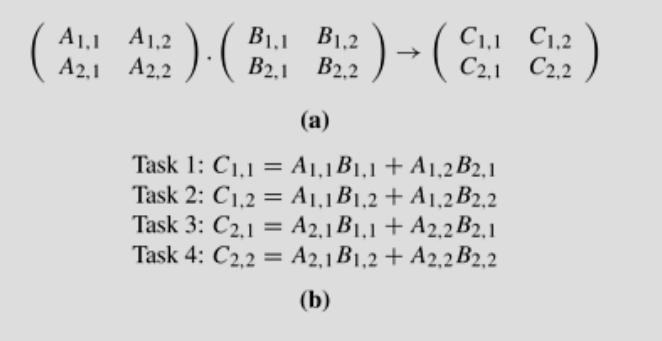 ( A1,1 A1,2 ) . ( B1,1 B1,2 ) → ( C1,1 C1,2 )
( A2,1 A2,2 ) ( B2,1 B2,2 ) ( C2,1 C2,2 )
(a)
Task 1: C1,1 = A1,1B1,1 + A1,2B2,1
Task 2: C1,2 = A1,1B1,2 + A1,2B2,2
Task 3: C2,1 = A2,1B1,1 + A2,2B2,1
Task 4: C2,2 = A2,1B1,2 + A2,2B2,2
(b)